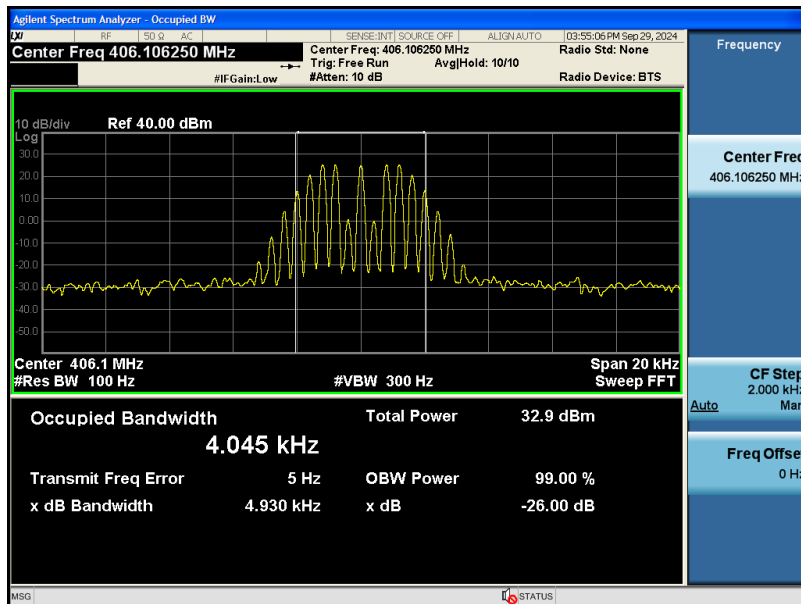 Agilent Spectrum Analyzer - Occupied BW
LXI RF 50 Ω AC SENSE:INT SOURCE OFF ALIGN AUTO 03:55:06 PM Sep 29, 2024
Center Freq 406.106250 MHz
Center Freq: 406.106250 MHz Radio Std: None
Trig: Free Run Avg|Hold: 10/10
#IFGain:Low #Atten: 10 dB Radio Device: BTS
10 dB/div Ref 40.00 dBm
Log
30.0
20.0
10.0
0.00
-10.0
-20.0
-30.0
-40.0
-50.0
Center 406.1 MHz Span 20 kHz
#Res BW 100 Hz #VBW 300 Hz Sweep FFT
Occupied Bandwidth Total Power 32.9 dBm
4.045 kHz
Transmit Freq Error 5 Hz OBW Power 99.00 %
x dB Bandwidth 4.930 kHz x dB -26.00 dB
Frequency
Center Freq
406.106250 MHz
CF Step
2.000 kHz
Auto Man
Freq Offset
0 Hz
MSG STATUS